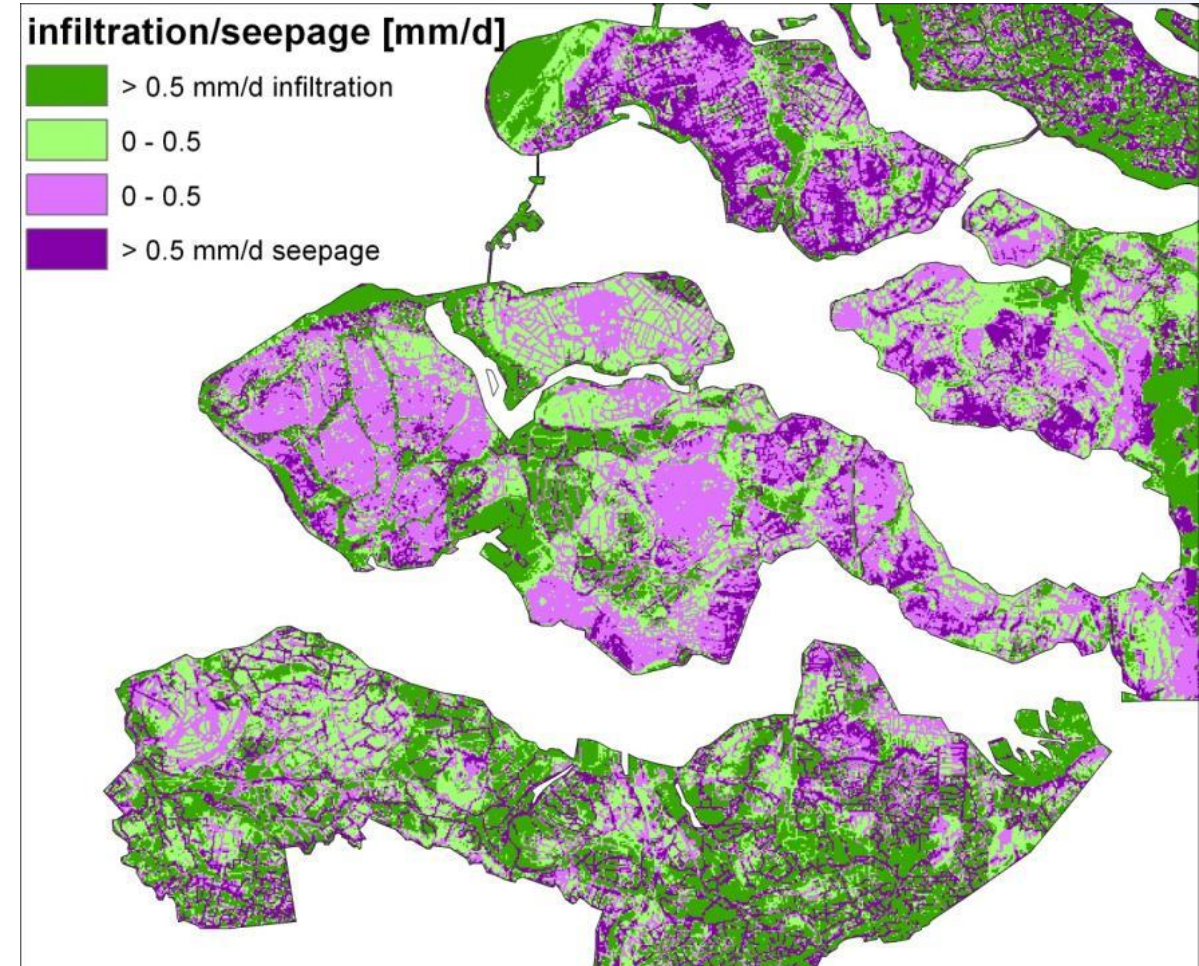 infiltration/seepage [mm/d]
> 0.5 mm/d infiltration
0 - 0.5
0 - 0.5
> 0.5 mm/d seepage